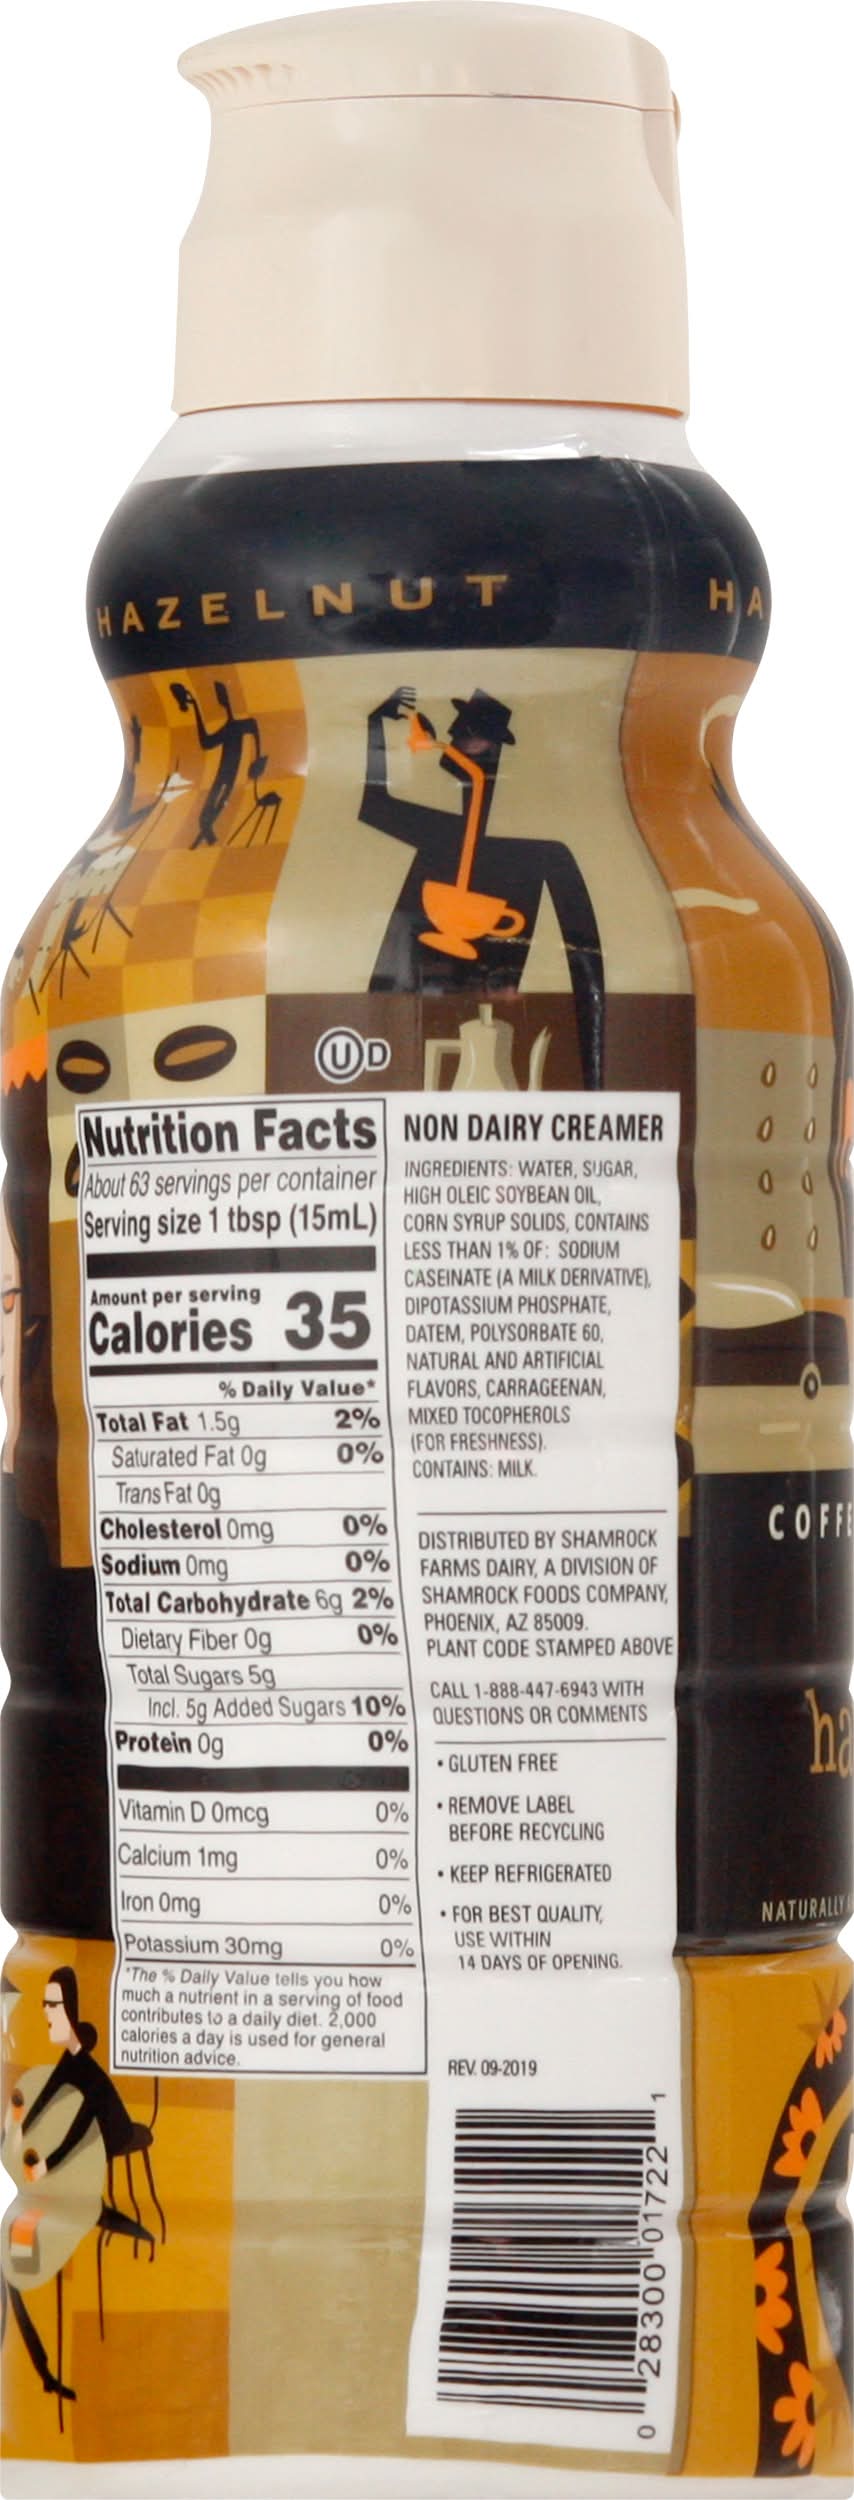 HAZELNUT
HA
U D
Nutrition Facts
About 63 servings per container
Serving size 1 tbsp (15mL)
Amount per serving
Calories 35
% Daily Value*
Total Fat 1.5g 2%
Saturated Fat 0g 0%
Trans Fat 0g
Cholesterol 0mg 0%
Sodium 0mg 0%
Total Carbohydrate 6g 2%
Dietary Fiber 0g 0%
Total Sugars 5g
Incl. 5g Added Sugars 10%
Protein 0g 0%
Vitamin D 0mcg 0%
Calcium 1mg 0%
Iron 0mg 0%
Potassium 30mg 0%
*The % Daily Value tells you how
much a nutrient in a serving of food
contributes to a daily diet. 2,000
calories a day is used for general
nutrition advice.
NON DAIRY CREAMER
INGREDIENTS: WATER, SUGAR,
HIGH OLEIC SOYBEAN OIL,
CORN SYRUP SOLIDS, CONTAINS
LESS THAN 1% OF: SODIUM
CASEINATE (A MILK DERIVATIVE),
DIPOTASSIUM PHOSPHATE,
DATEM, POLYSORBATE 60,
NATURAL AND ARTIFICIAL
FLAVORS, CARRAGEENAN,
MIXED TOCOPHEROLS
(FOR FRESHNESS).
CONTAINS: MILK.
DISTRIBUTED BY SHAMROCK
FARMS DAIRY, A DIVISION OF
SHAMROCK FOODS COMPANY,
PHOENIX, AZ 85009.
PLANT CODE STAMPED ABOVE
CALL 1-888-447-6943 WITH
QUESTIONS OR COMMENTS
• GLUTEN FREE
• REMOVE LABEL
BEFORE RECYCLING
• KEEP REFRIGERATED
• FOR BEST QUALITY,
USE WITHIN
14 DAYS OF OPENING.
REV. 09-2019
0 28300 01722 1
COFFE
ha
NATURALLY